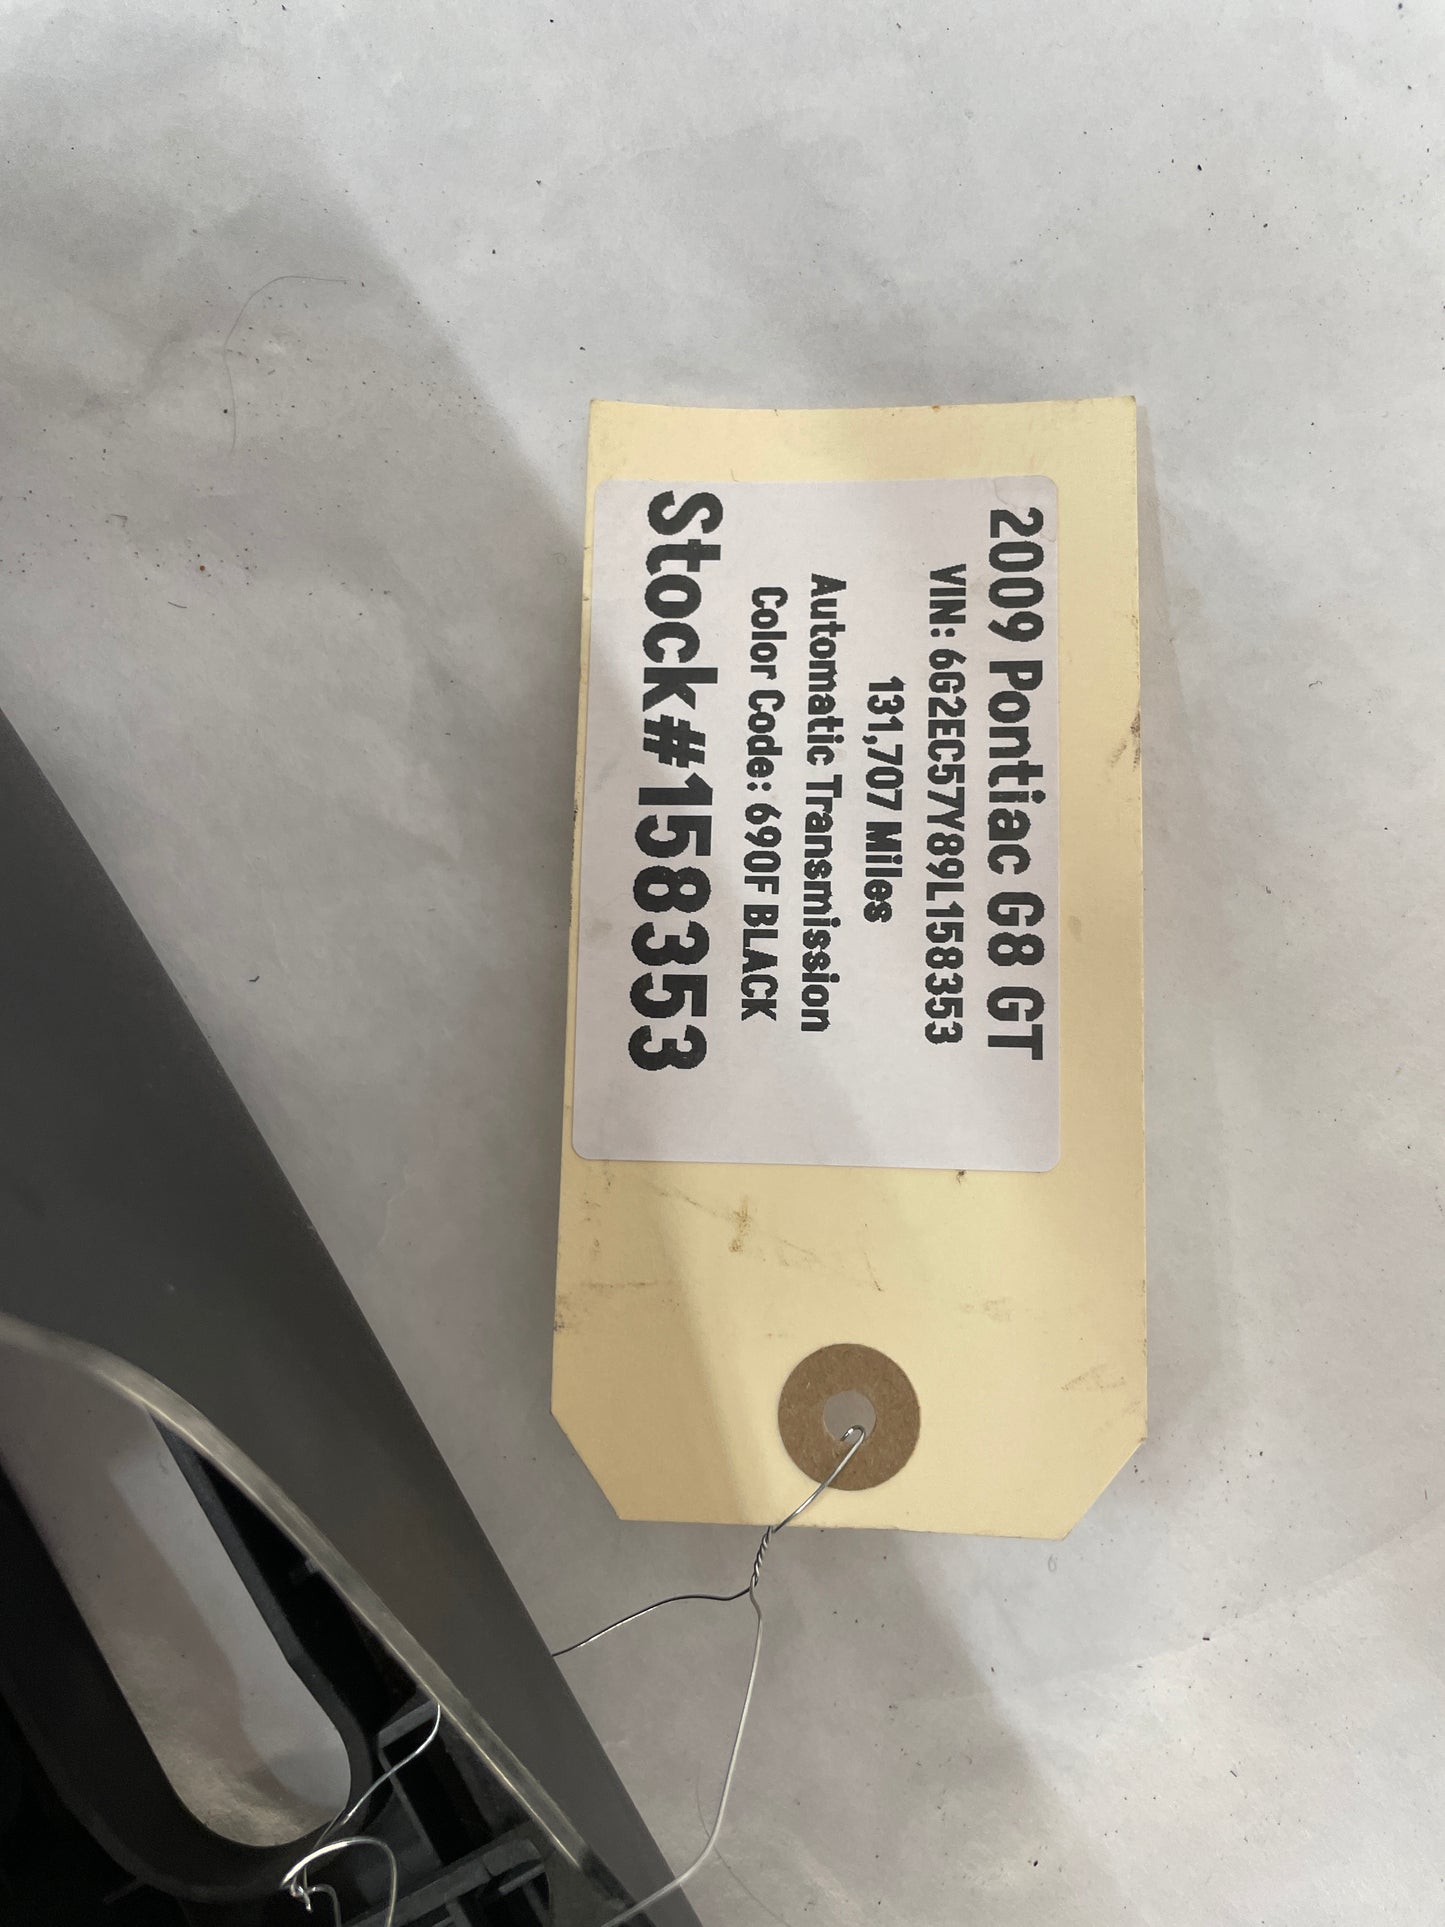 2009 Pontiac G8 GT
VIN: 6G2EC57Y89L158353
131,707 Miles
Automatic Transmission
Color Code: 690F BLACK
Stock#158353